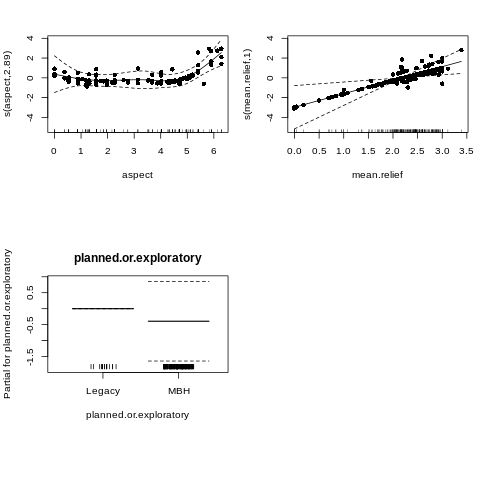 s(aspect,2.89)
4
2
0
-2
-4
0 1 2 3 4 5 6
aspect
s(mean.relief,1)
4
2
0
-2
-4
0.0 0.5 1.0 1.5 2.0 2.5 3.0 3.5
mean.relief
planned.or.exploratory
Partial for planned.or.exploratory
0.5
-0.5
-1.5
Legacy MBH
planned.or.exploratory